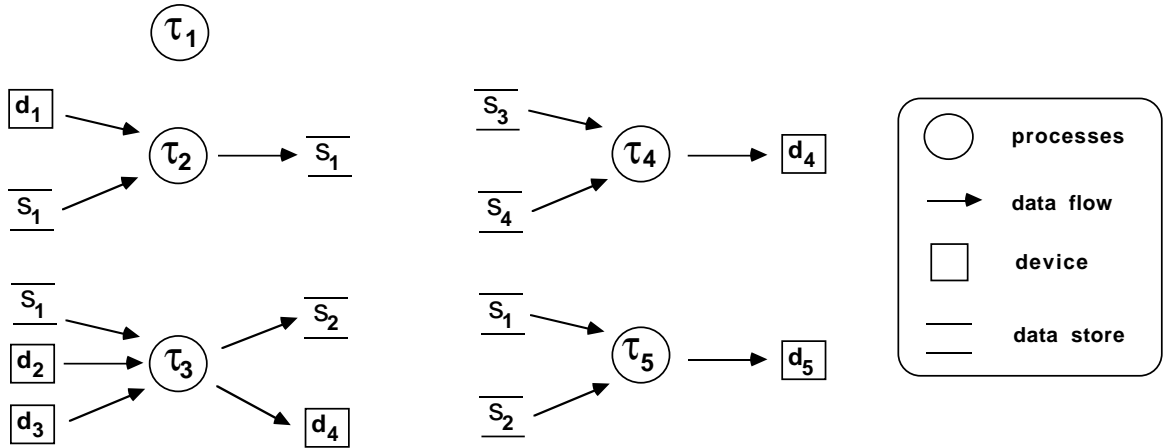 τ1
d1
S1
τ2
S1
S1
d2
d3
τ3
S2
d4
S3
S4
τ4
d4
S1
S2
τ5
d5
processes
data flow
device
data store